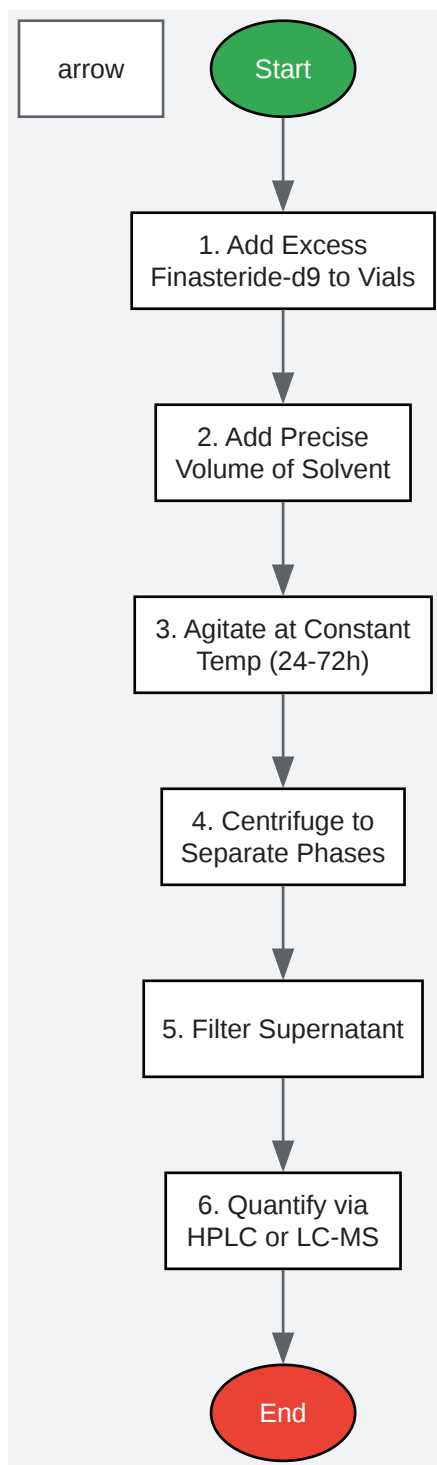 arrow
Start
1. Add Excess
Finasteride-d9 to Vials
2. Add Precise
Volume of Solvent
3. Agitate at Constant
Temp (24-72h)
4. Centrifuge to
Separate Phases
5. Filter Supernatant
6. Quantify via
HPLC or LC-MS
End